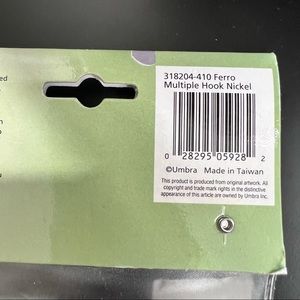 318204-410 Ferro
Multiple Hook Nickel
0 28295 05928 2
©Umbra Made in Taiwan
This product is produced from original artwork. All
copyright and trade mark rights in the distinctive
appearance of this article are owned by Umbra Inc.